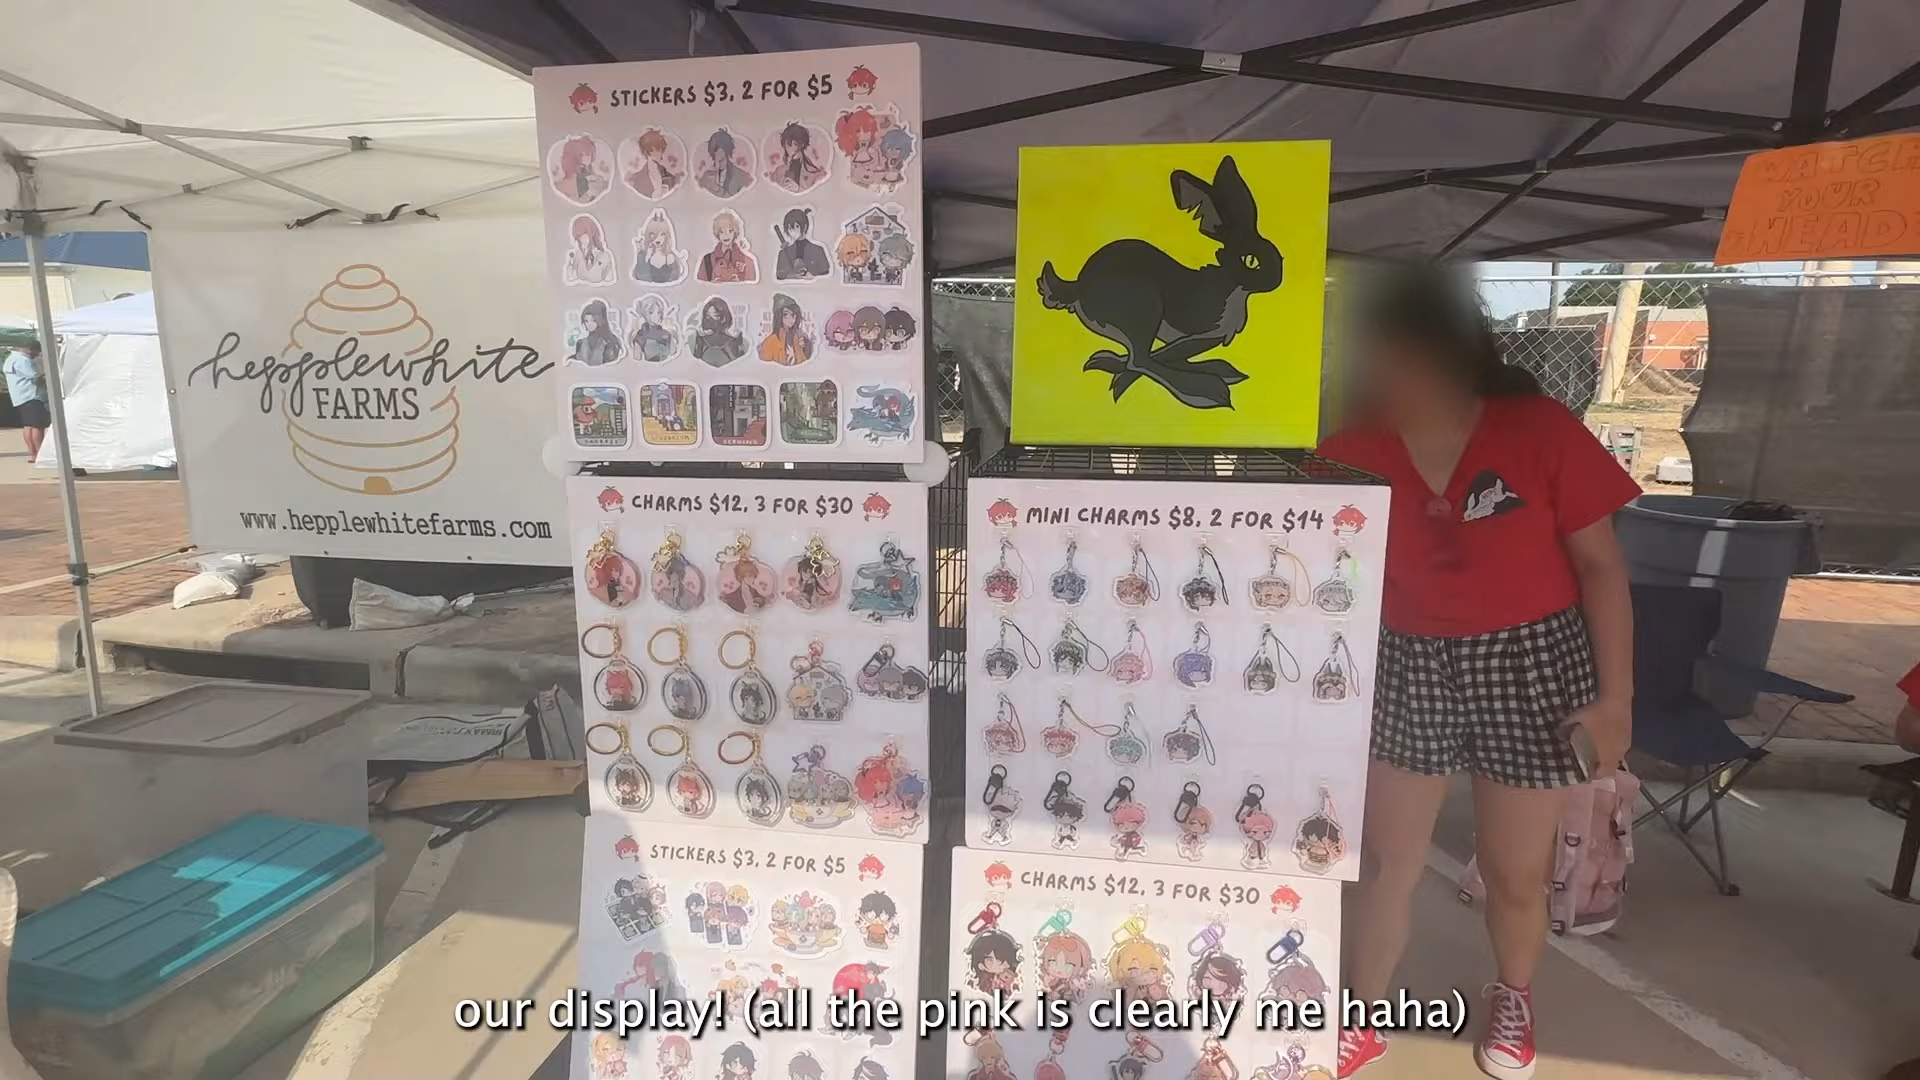 STICKERS $3, 2 FOR $5
WATCH
YOUR
HEAD
hepplewhite
FARMS
www.hepplewhitefarms.com
CHARMS $12, 3 FOR $30
MINI CHARMS $8, 2 FOR $14
STICKERS $3, 2 FOR $5
CHARMS $12, 3 FOR $30
our display! (all the pink is clearly me haha)